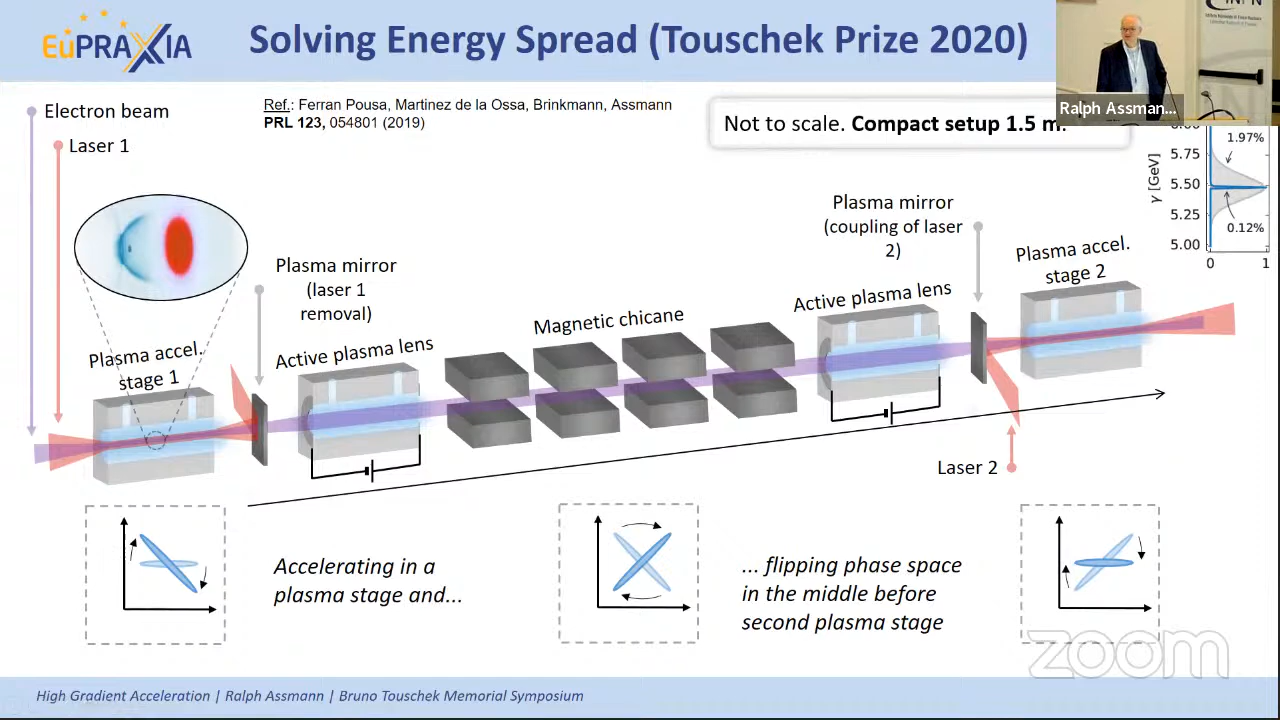 EuPRAXIA
Solving Energy Spread (Touschek Prize 2020)
INFN
Ralph Assman...
Electron beam
Laser 1
Ref.: Ferran Pousa, Martinez de la Ossa, Brinkmann, Assmann
PRL 123, 054801 (2019)
Not to scale. Compact setup 1.5 m.
1.97%
5.75
5.50
5.25
5.00
γ [GeV]
0.12%
0 1
Plasma mirror
(coupling of laser
2)
Plasma accel.
stage 2
Plasma mirror
(laser 1
removal)
Active plasma lens
Magnetic chicane
Active plasma lens
Plasma accel.
stage 1
Laser 2
Accelerating in a
plasma stage and...
... flipping phase space
in the middle before
second plasma stage
zoom
High Gradient Acceleration | Ralph Assmann | Bruno Touschek Memorial Symposium